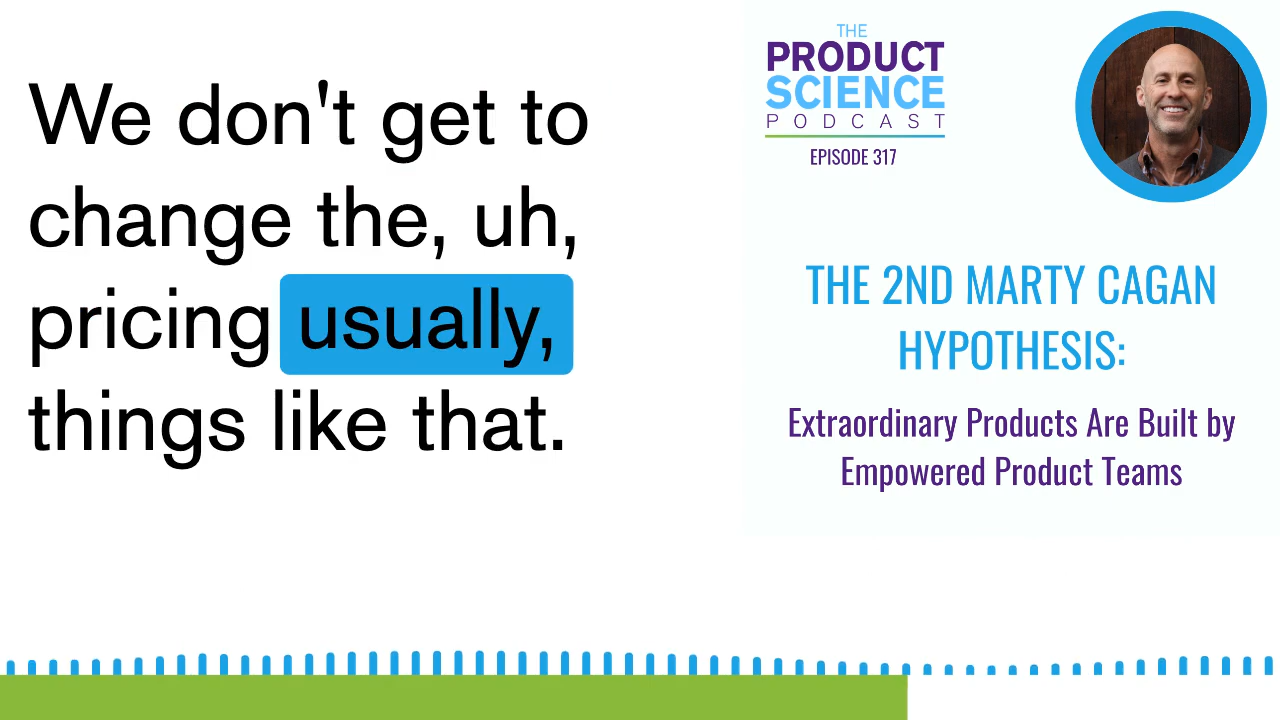 We don't get to
change the, uh,
pricing usually,
things like that.
THE
PRODUCT
SCIENCE
PODCAST
EPISODE 317
THE 2ND MARTY CAGAN
HYPOTHESIS:
Extraordinary Products Are Built by
Empowered Product Teams